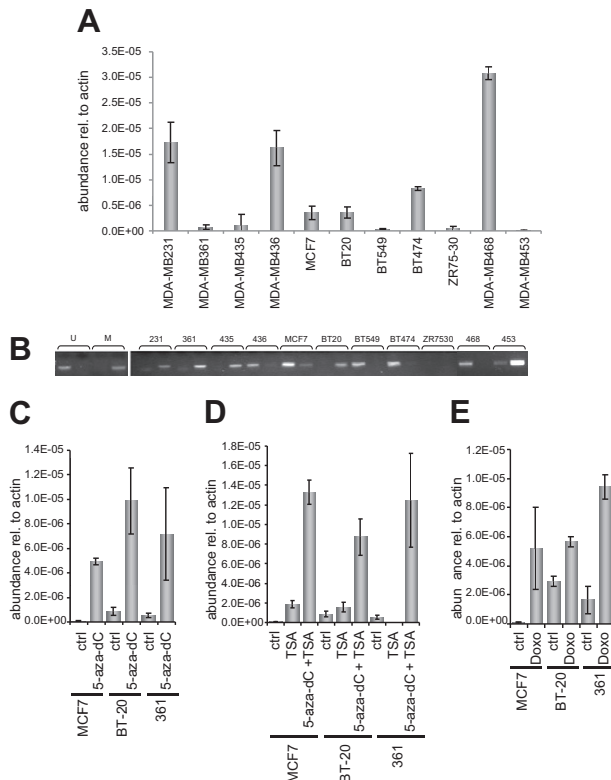 A
abundance rel. to actin
3.5E-05
3.0E-05
2.5E-05
2.0E-05
1.5E-05
1.0E-05
0.5E-06
0.0E+00
MDA-MB231
MDA-MB361
MDA-MB435
MDA-MB436
MCF7
BT20
BT549
BT474
ZR75-30
MDA-MB468
MDA-MB453
B
U M 231 361 435 436 MCF7 BT20 BT549 BT474 ZR7530 468 453
C
abundance rel. to actin
1.4E-05
1.2E-05
1.0E-05
8.0E-06
6.0E-06
4.0E-06
2.0E-06
0.0E+00
ctrl
5-aza-dC
ctrl
5-aza-dC
ctrl
5-aza-dC
MCF7
BT-20
361
D
abundance rel. to actin
1.8E-05
1.6E-05
1.4E-05
1.2E-05
1.0E-05
8.0E-06
6.0E-06
4.0E-06
2.0E-06
0.0E+00
ctrl
TSA
5-aza-dC +TSA
ctrl
TSA
5-aza-dC + TSA
ctrl
TSA
5-aza-dC + TSA
MCF7
BT-20
361
E
abun ance rel. to actin
1.2E-05
1.0E-05
8.0E-06
6.0E-06
4.0E-06
2.0E-06
0.0E+00
ctrl
Doxo
ctrl
Doxo
ctrl
Doxo
MCF7
BT-20
361